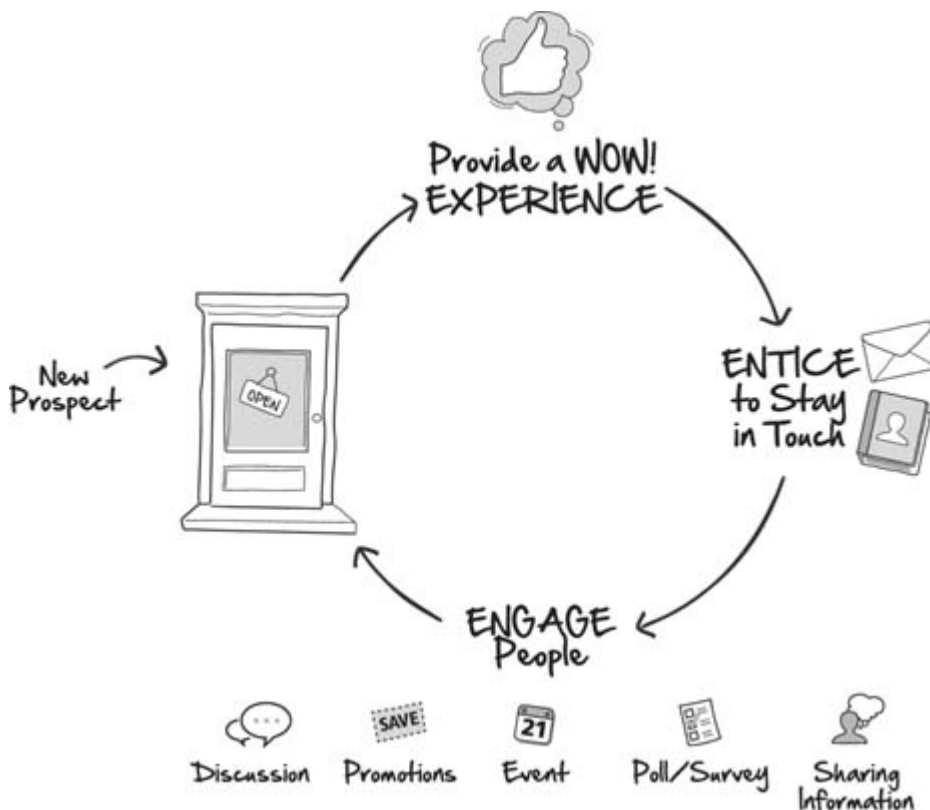 Provide a WOW!
EXPERIENCE
New
Prospect
OPEN
ENTICE
to Stay
in Touch
ENGAGE
People
SAVE
21
Discussion
Promotions
Event
Poll/Survey
Sharing
Information